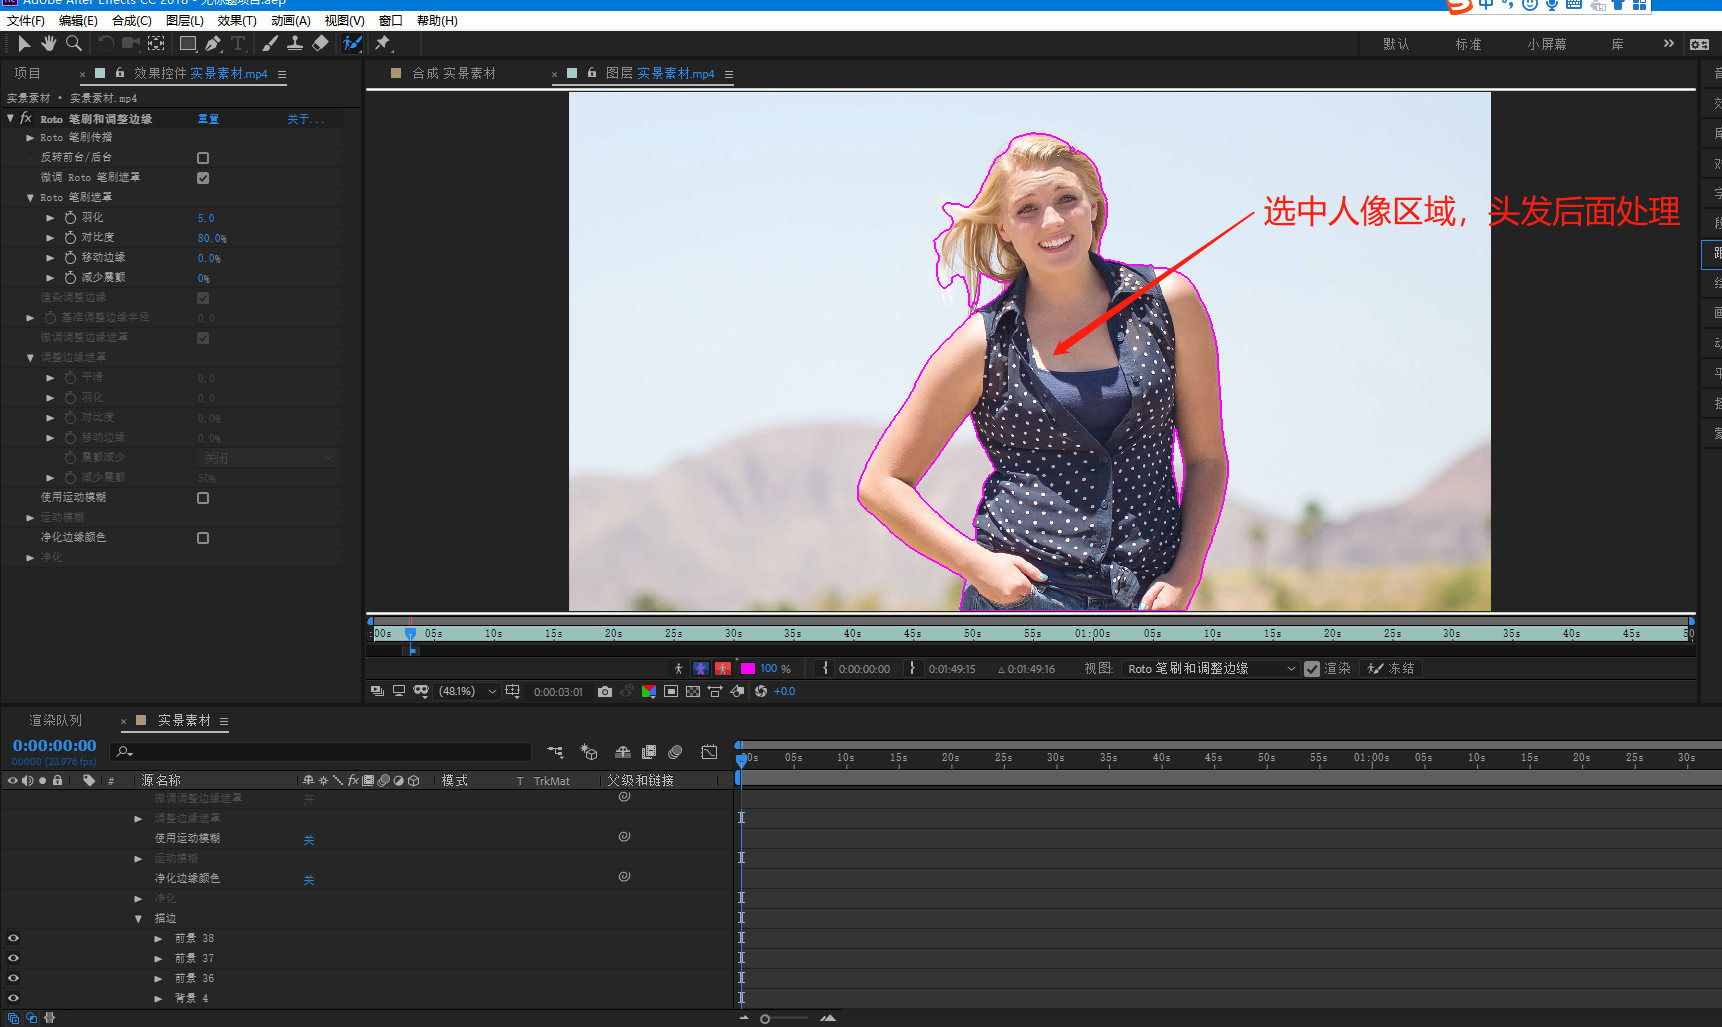 Adobe After Effects CC 2018 - 无标题项目.aep
文件(F) 编辑(E) 合成(C) 图层(L) 效果(T) 动画(A) 视图(V) 窗口 帮助(H)
默认 标准 小屏幕 库
项目 效果控件 实景素材.mp4
合成 实景素材 图层 实景素材.mp4
实景素材 • 实景素材.mp4
fx Roto 笔刷和调整边缘 重置 关于...
Roto 笔刷传播
反转前台/后台
微调 Roto 笔刷遮罩
Roto 笔刷遮罩
羽化 5.0
对比度 80.0%
移动边缘 0.0%
减少震颤 0%
渲染调整边缘
基准调整边缘半径 0.0
微调调整边缘遮罩
调整边缘遮罩
平滑 0.0
羽化 0.0
对比度 0.0%
移动边缘 0.0%
震颤减少 关闭
减少震颤 50%
使用运动模糊
运动模糊
净化边缘颜色
净化
选中人像区域，头发后面处理
:00s 05s 10s 15s 20s 25s 30s 35s 40s 45s 50s 55s 01:00s 05s 10s 15s 20s 25s 30s 35s 40s 45s 50
100 % 0:00:00:00 0:01:49:15 △ 0:01:49:16 视图: Roto 笔刷和调整边缘 渲染 冻结
(48.1%) 0:00:03:01 +0.0
渲染队列 实景素材
0:00:00:00
00000 (23.976 fps)
00s 05s 10s 15s 20s 25s 30s 35s 40s 45s 50s 55s 01:00s 05s 10s 15s 20s 25s 30s
# 源名称 fx 模式 T TrkMat 父级和链接
微调调整边缘遮罩 开
调整边缘遮罩
使用运动模糊 关
运动模糊
净化边缘颜色 关
净化
描边
前景 38
前景 37
前景 36
背景 4